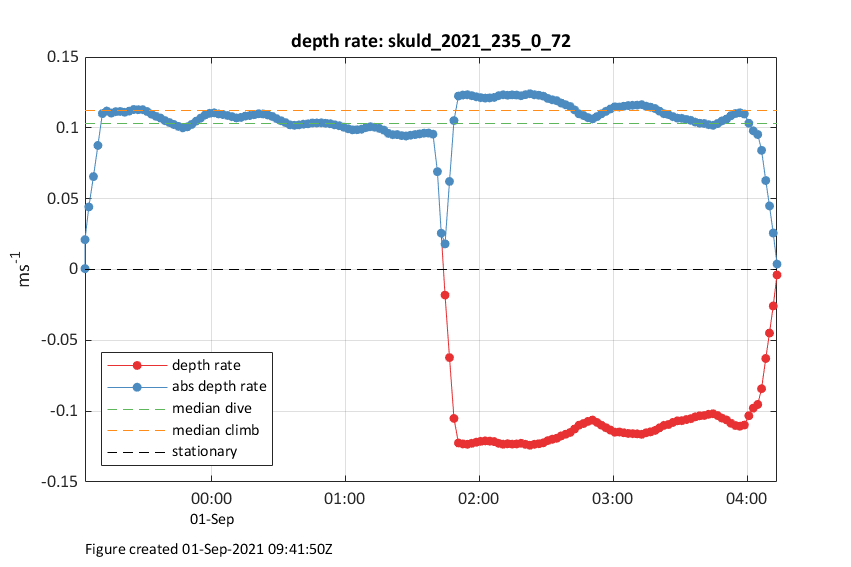 depth rate: skuld_2021_235_0_72
0.15
0.1
0.05
0
-0.05
-0.1
-0.15
ms-1
depth rate
abs depth rate
median dive
median climb
stationary
00:00 01:00 02:00 03:00 04:00
01-Sep
Figure created 01-Sep-2021 09:41:50Z